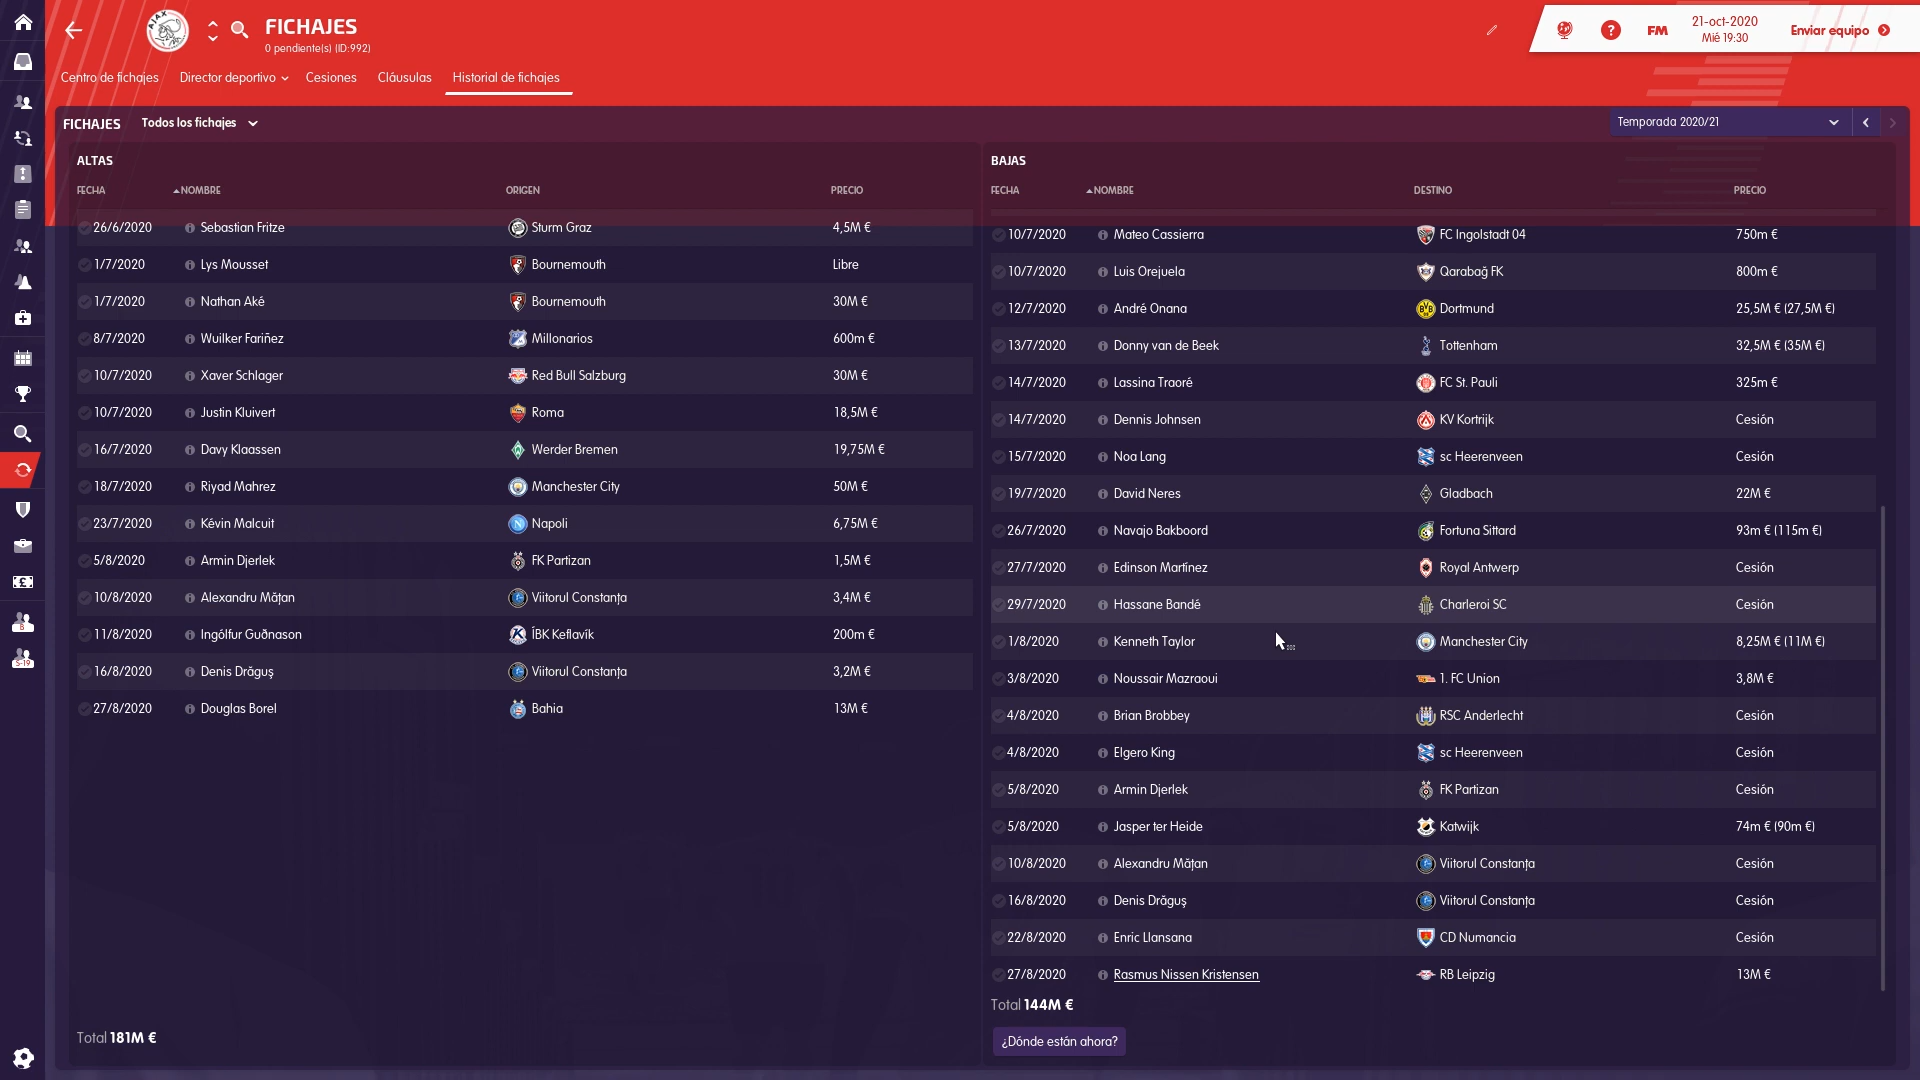 FICHAJES
0 pendiente(s) (ID:992)
FM
21-oct-2020
Mié 19:30
Enviar equipo
Centro de fichajes Director deportivo Cesiones Cláusulas Historial de fichajes
FICHAJES Todos los fichajes
Temporada 2020/21
ALTAS
FECHA NOMBRE ORIGEN PRECIO
26/6/2020 Sebastian Fritze Sturm Graz 4,5M €
1/7/2020 Lys Mousset Bournemouth Libre
1/7/2020 Nathan Aké Bournemouth 30M €
8/7/2020 Wuilker Fariñez Millonarios 600m €
10/7/2020 Xaver Schlager Red Bull Salzburg 30M €
10/7/2020 Justin Kluivert Roma 18,5M €
16/7/2020 Davy Klaassen Werder Bremen 19,75M €
18/7/2020 Riyad Mahrez Manchester City 50M €
23/7/2020 Kévin Malcuit Napoli 6,75M €
5/8/2020 Armin Djerlek FK Partizan 1,5M €
10/8/2020 Alexandru Mățan Viitorul Constanța 3,4M €
11/8/2020 Ingólfur Guðnason ÍBK Keflavík 200m €
16/8/2020 Denis Drăguș Viitorul Constanța 3,2M €
27/8/2020 Douglas Borel Bahia 13M €
Total 181M €
BAJAS
FECHA NOMBRE DESTINO PRECIO
10/7/2020 Mateo Cassierra FC Ingolstadt 04 750m €
10/7/2020 Luis Orejuela Qarabağ FK 800m €
12/7/2020 André Onana Dortmund 25,5M € (27,5M €)
13/7/2020 Donny van de Beek Tottenham 32,5M € (35M €)
14/7/2020 Lassina Traoré FC St. Pauli 325m €
14/7/2020 Dennis Johnsen KV Kortrijk Cesión
15/7/2020 Noa Lang sc Heerenveen Cesión
19/7/2020 David Neres Gladbach 22M €
26/7/2020 Navajo Bakboord Fortuna Sittard 93m € (115m €)
27/7/2020 Edinson Martínez Royal Antwerp Cesión
29/7/2020 Hassane Bandé Charleroi SC Cesión
1/8/2020 Kenneth Taylor Manchester City 8,25M € (11M €)
3/8/2020 Noussair Mazraoui 1. FC Union 3,8M €
4/8/2020 Brian Brobbey RSC Anderlecht Cesión
4/8/2020 Elgero King sc Heerenveen Cesión
5/8/2020 Armin Djerlek FK Partizan Cesión
5/8/2020 Jasper ter Heide Katwijk 74m € (90m €)
10/8/2020 Alexandru Mățan Viitorul Constanța Cesión
16/8/2020 Denis Drăguș Viitorul Constanța Cesión
22/8/2020 Enric Llansana CD Numancia Cesión
27/8/2020 Rasmus Nissen Kristensen RB Leipzig 13M €
Total 144M €
¿Dónde están ahora?